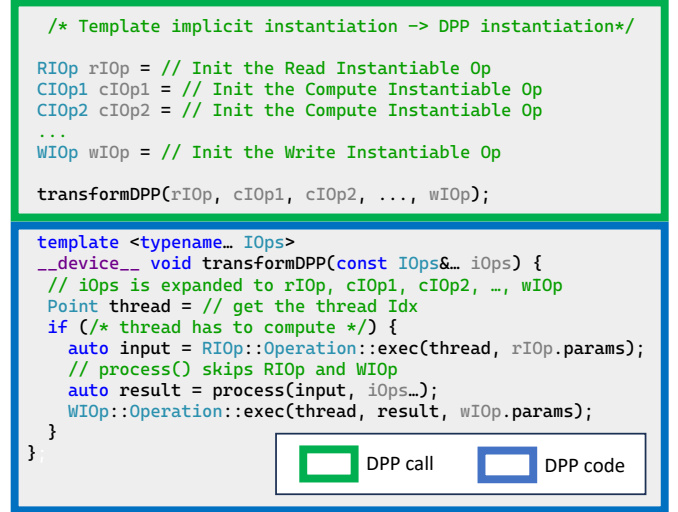 /* Template implicit instantiation -> DPP instantiation*/
RIOp rIOp = // Init the Read Instantiable Op
CIOp1 cIOp1 = // Init the Compute Instantiable Op
CIOp2 cIOp2 = // Init the Compute Instantiable Op
...
WIOp wIOp = // Init the Write Instantiable Op
transformDPP(rIOp, cIOp1, cIOp2, ..., wIOp);
template <typename… IOps>
__device__ void transformDPP(const IOps&… iOps) {
// iOps is expanded to rIOp, cIOp1, cIOp2, …, wIOp
Point thread = // get the thread Idx
if (/* thread has to compute */) {
auto input = RIOp::Operation::exec(thread, rIOp.params);
// process() skips RIOp and WIOp
auto result = process(input, iOps…);
WIOp::Operation::exec(thread, result, wIOp.params);
}
}
DPP call
DPP code